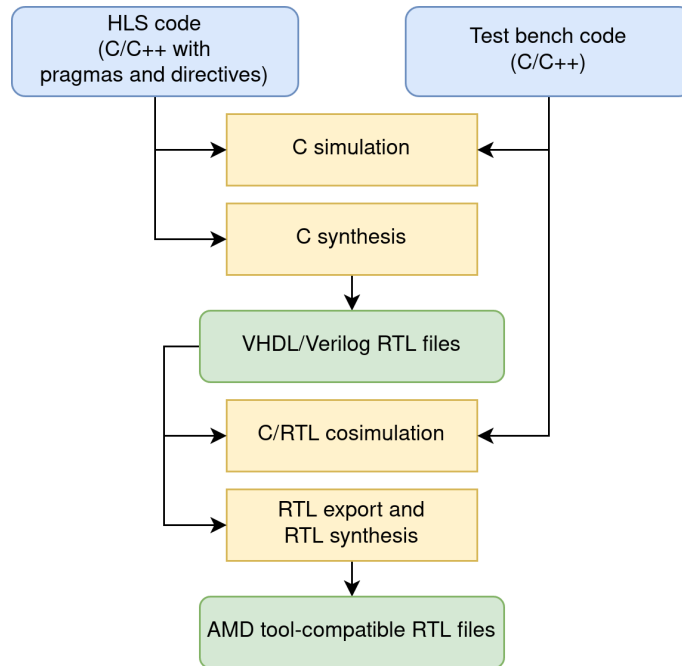 HLS code
(C/C++ with
pragmas and directives)
Test bench code
(C/C++)
C simulation
C synthesis
VHDL/Verilog RTL files
C/RTL cosimulation
RTL export and
RTL synthesis
AMD tool-compatible RTL files